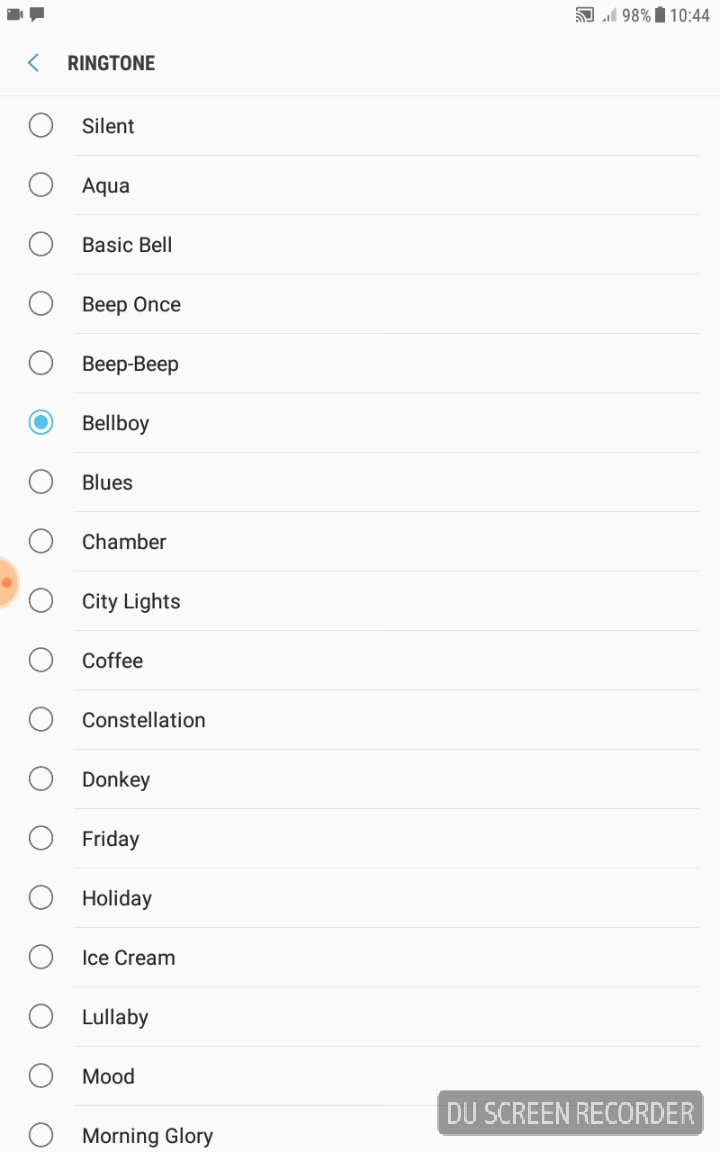 98% 10:44
RINGTONE
Silent
Aqua
Basic Bell
Beep Once
Beep-Beep
Bellboy
Blues
Chamber
City Lights
Coffee
Constellation
Donkey
Friday
Holiday
Ice Cream
Lullaby
Mood
DU SCREEN RECORDER
Morning Glory